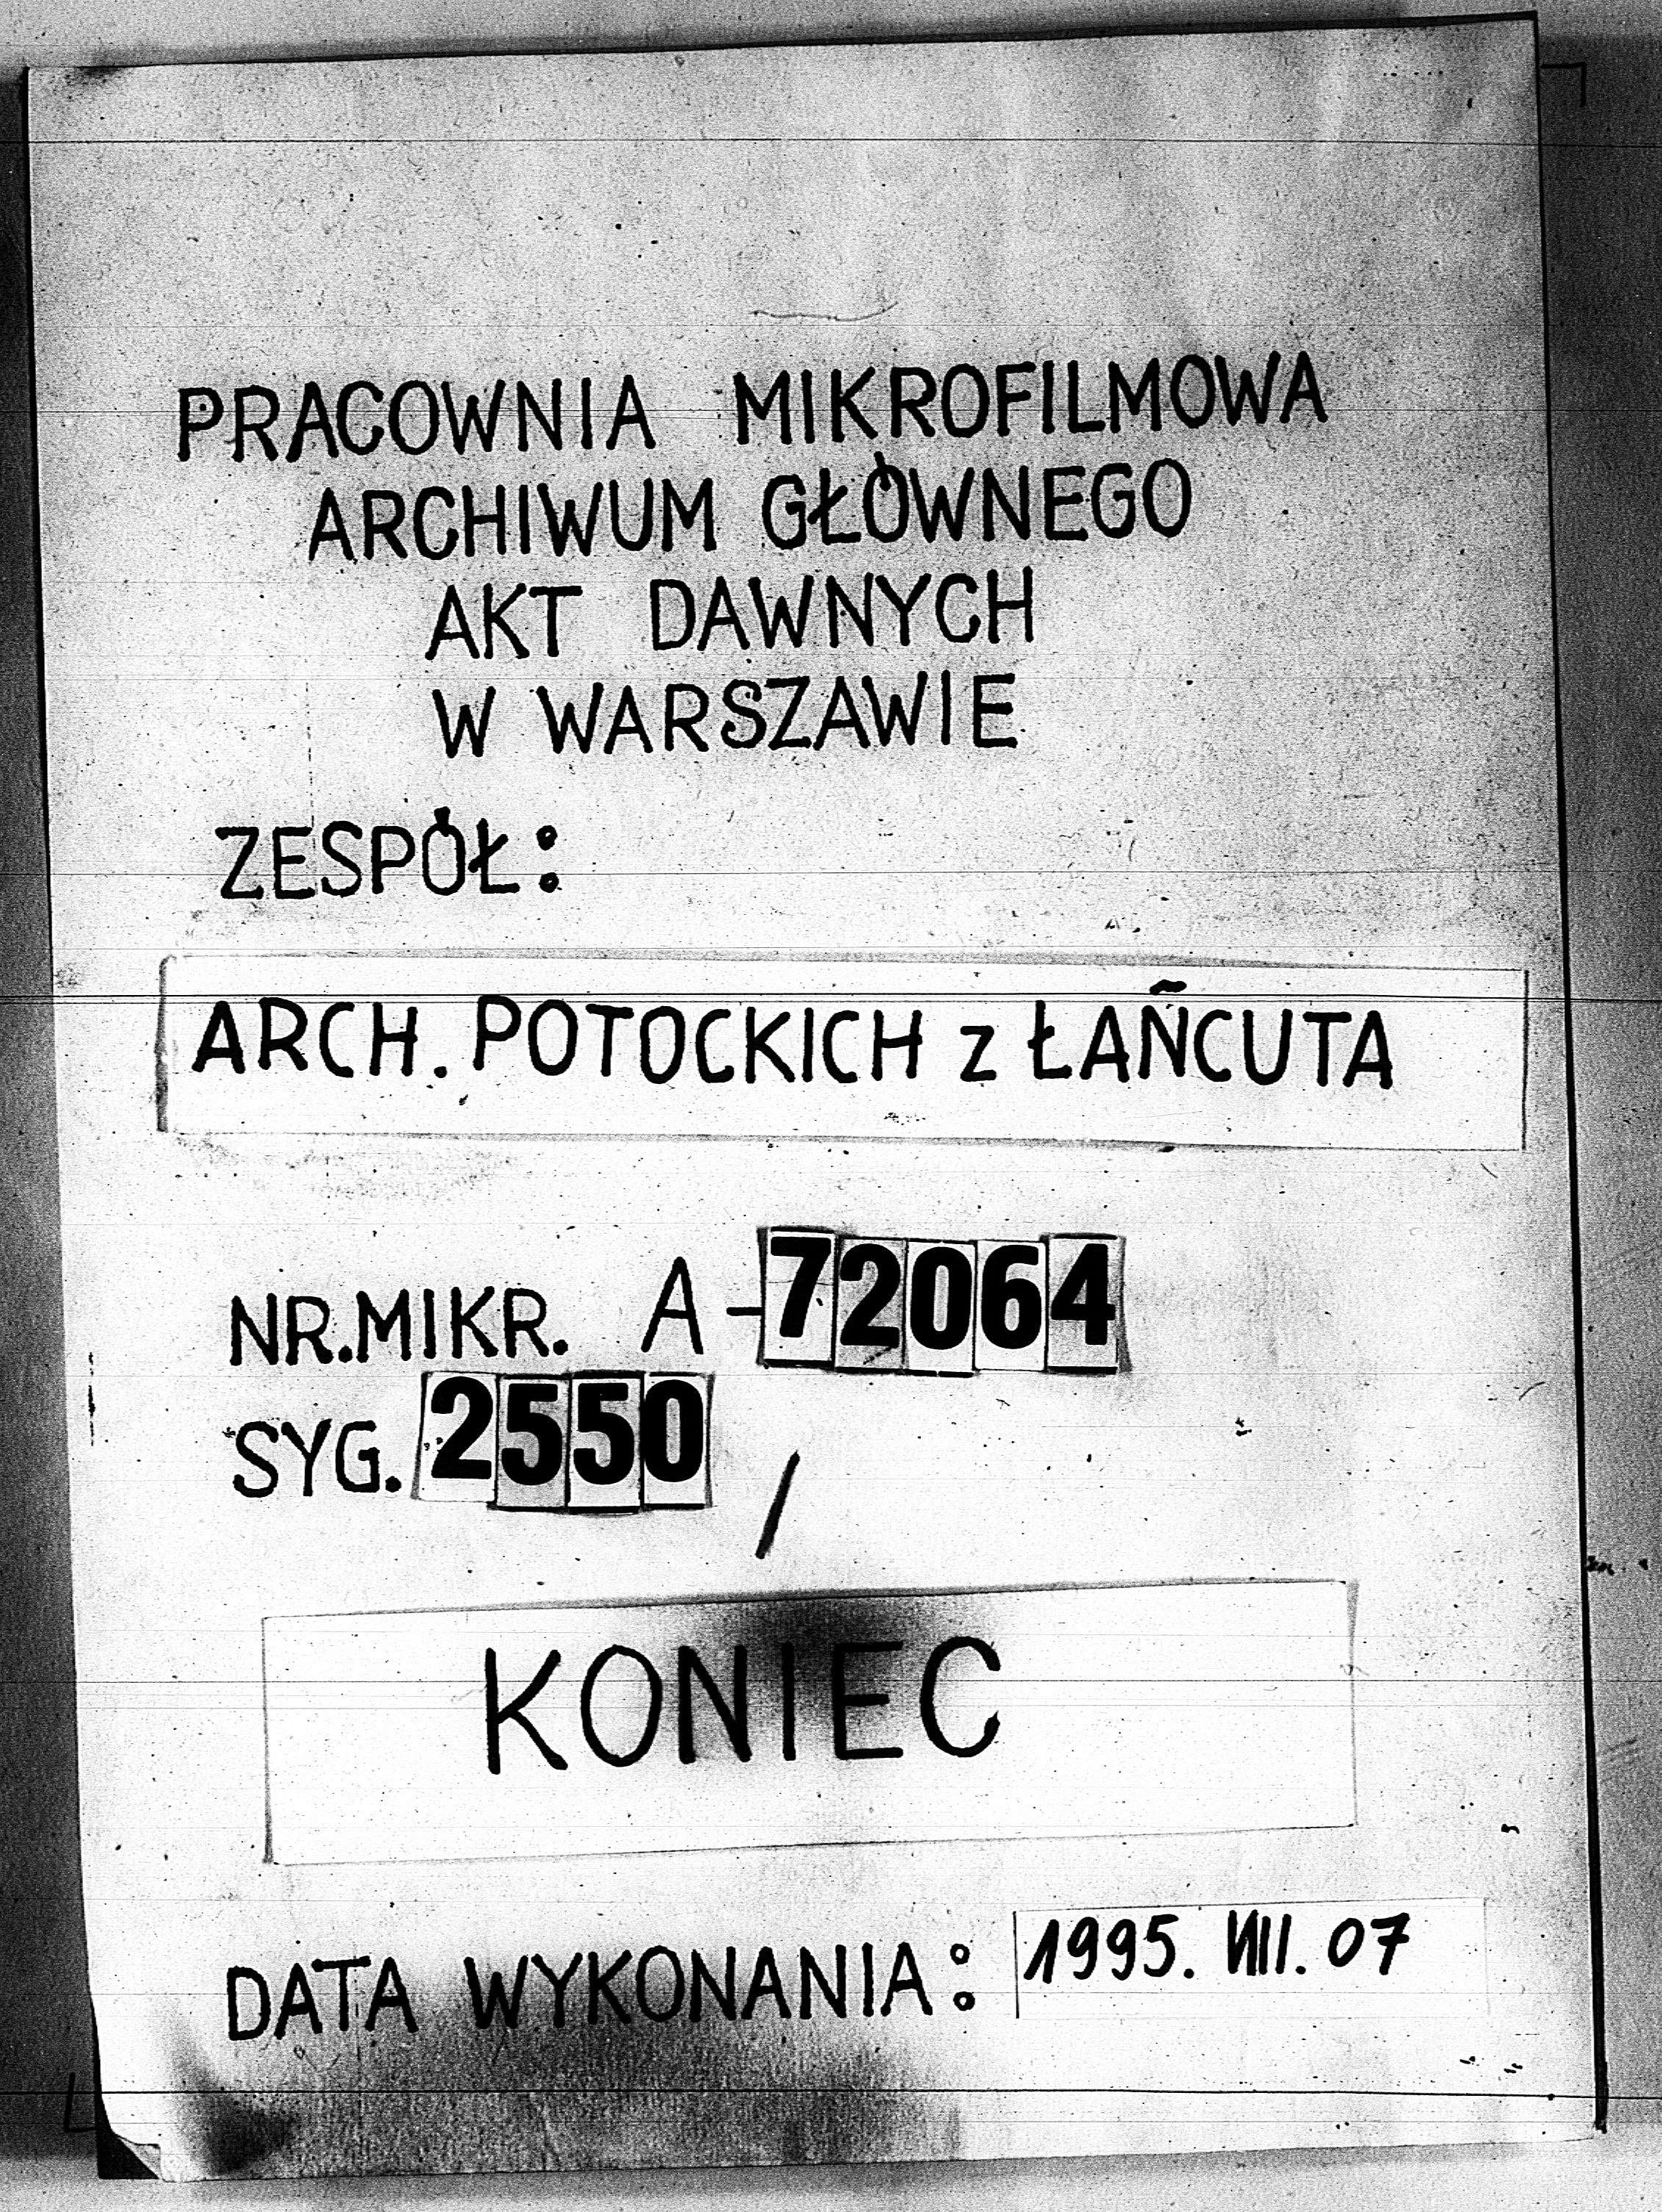 PRACOWNIA MIKROFILMOWA
ARCHIWUM GŁÓWNEGO
AKT DAWNYCH
W WARSZAWIE
ZESPÓŁ:
ARCH. POTOCKICH z ŁAŃCUTA
NR.MIKR. A-72064
SYG. 2550 /
KONIEC
DATA WYKONANIA: 1995. VIII. 07